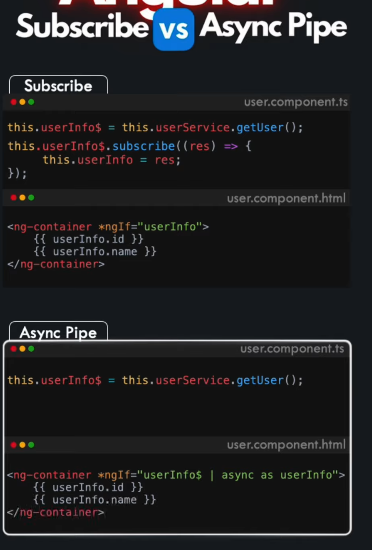 Angular
Subscribe vs Async Pipe
Subscribe
user.component.ts
this.userInfo$ = this.userService.getUser();
this.userInfo$.subscribe((res) => {
this.userInfo = res;
});
user.component.html
<ng-container *ngIf="userInfo">
{{ userInfo.id }}
{{ userInfo.name }}
</ng-container>
Async Pipe
user.component.ts
this.userInfo$ = this.userService.getUser();
user.component.html
<ng-container *ngIf="userInfo$ | async as userInfo">
{{ userInfo.id }}
{{ userInfo.name }}
</ng-container>